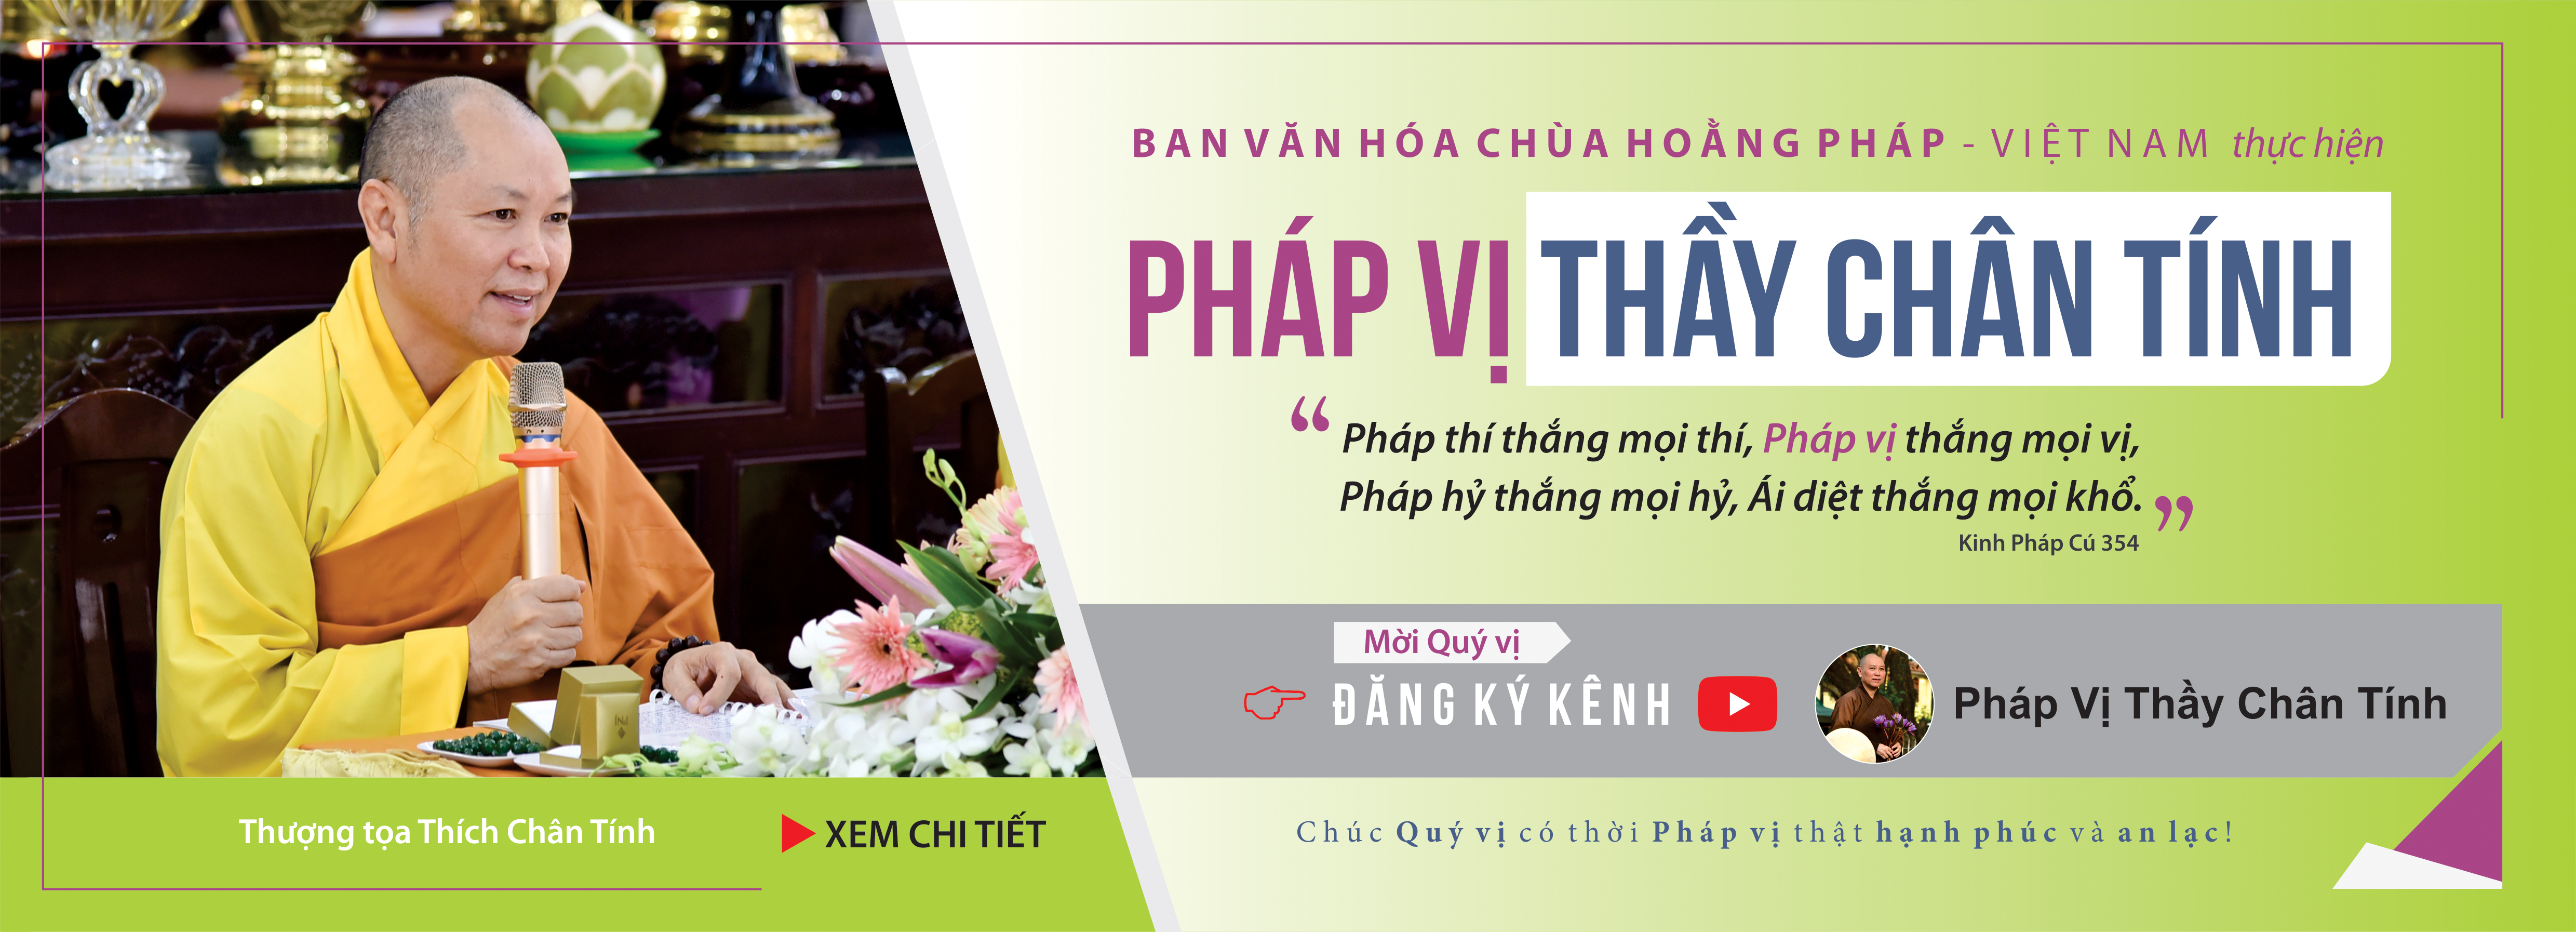 BAN VĂN HÓA CHÙA HOẰNG PHÁP - VIỆT NAM thực hiện
PHÁP VỊ THẦY CHÂN TÍNH
“ Pháp thí thắng mọi thí, Pháp vị thắng mọi vị,
Pháp hỷ thắng mọi hỷ, Ái diệt thắng mọi khổ. ”
Kinh Pháp Cú 354
Mời Quý vị
ĐĂNG KÝ KÊNH
Pháp Vị Thầy Chân Tính
Thượng tọa Thích Chân Tính
XEM CHI TIẾT
Chúc Quý vị có thời Pháp vị thật hạnh phúc và an lạc!